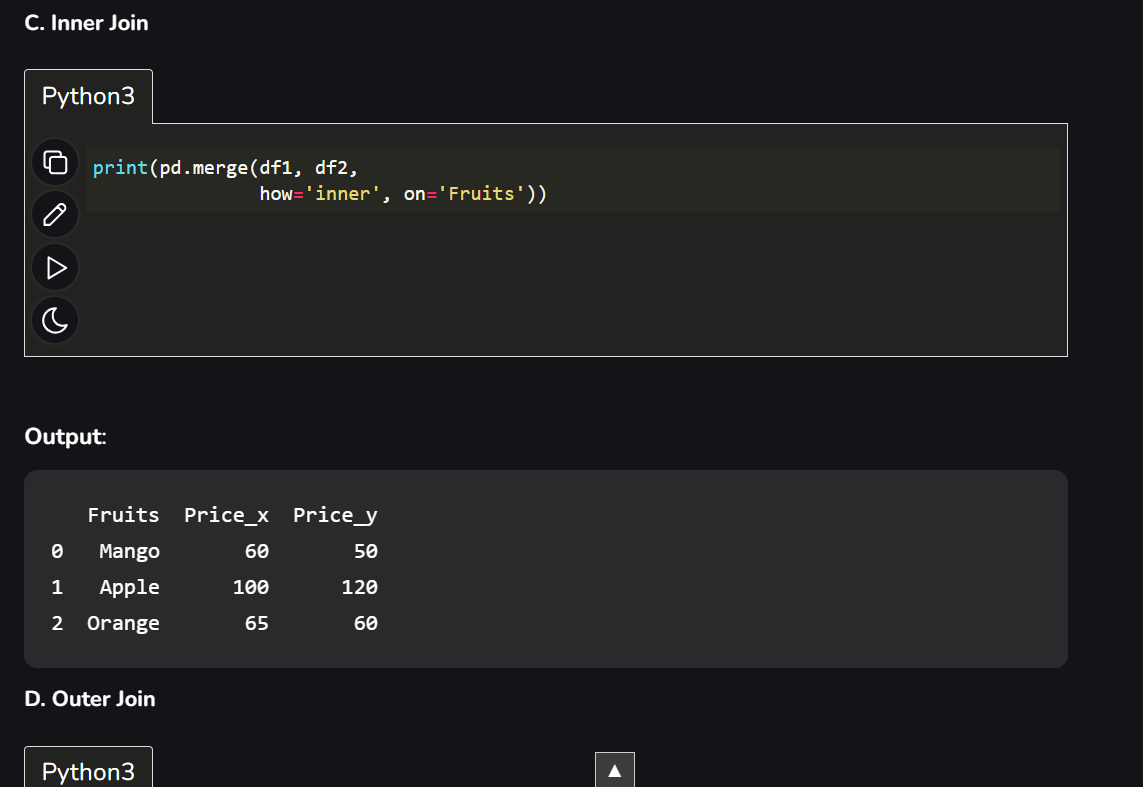 C. Inner Join
Python3
print(pd.merge(df1, df2,
how='inner', on='Fruits'))
Output:
Fruits Price_x Price_y
0 Mango 60 50
1 Apple 100 120
2 Orange 65 60
D. Outer Join
Python3